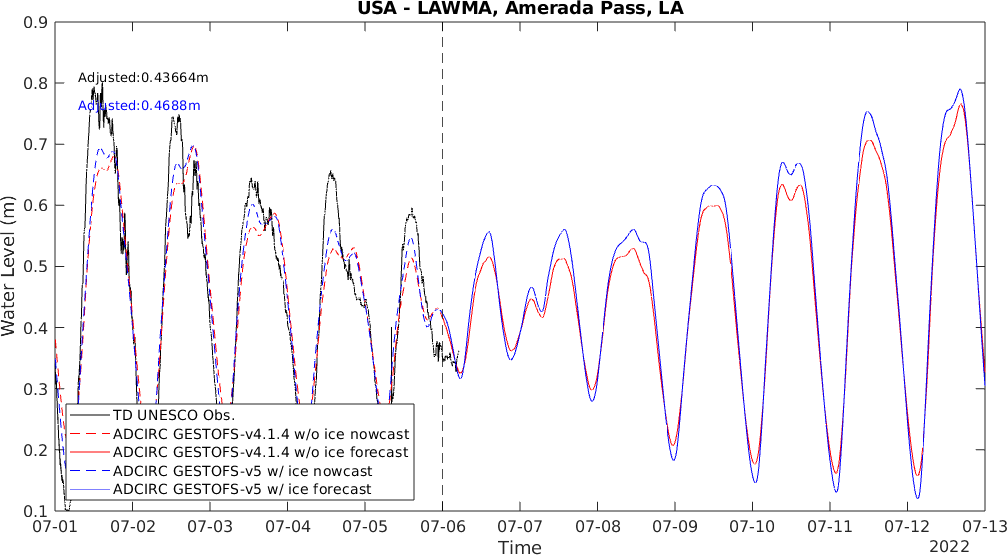 USA - LAWMA, Amerada Pass, LA
0.9
0.8
0.7
0.6
0.5
0.4
0.3
0.2
0.1
Water Level (m)
Adjusted:0.43664m
Adjusted:0.4688m
TD UNESCO Obs.
ADCIRC GESTOFS-v4.1.4 w/o ice nowcast
ADCIRC GESTOFS-v4.1.4 w/o ice forecast
ADCIRC GESTOFS-v5 w/ ice nowcast
ADCIRC GESTOFS-v5 w/ ice forecast
07-01 07-02 07-03 07-04 07-05 07-06 07-07 07-08 07-09 07-10 07-11 07-12 07-13
Time
2022